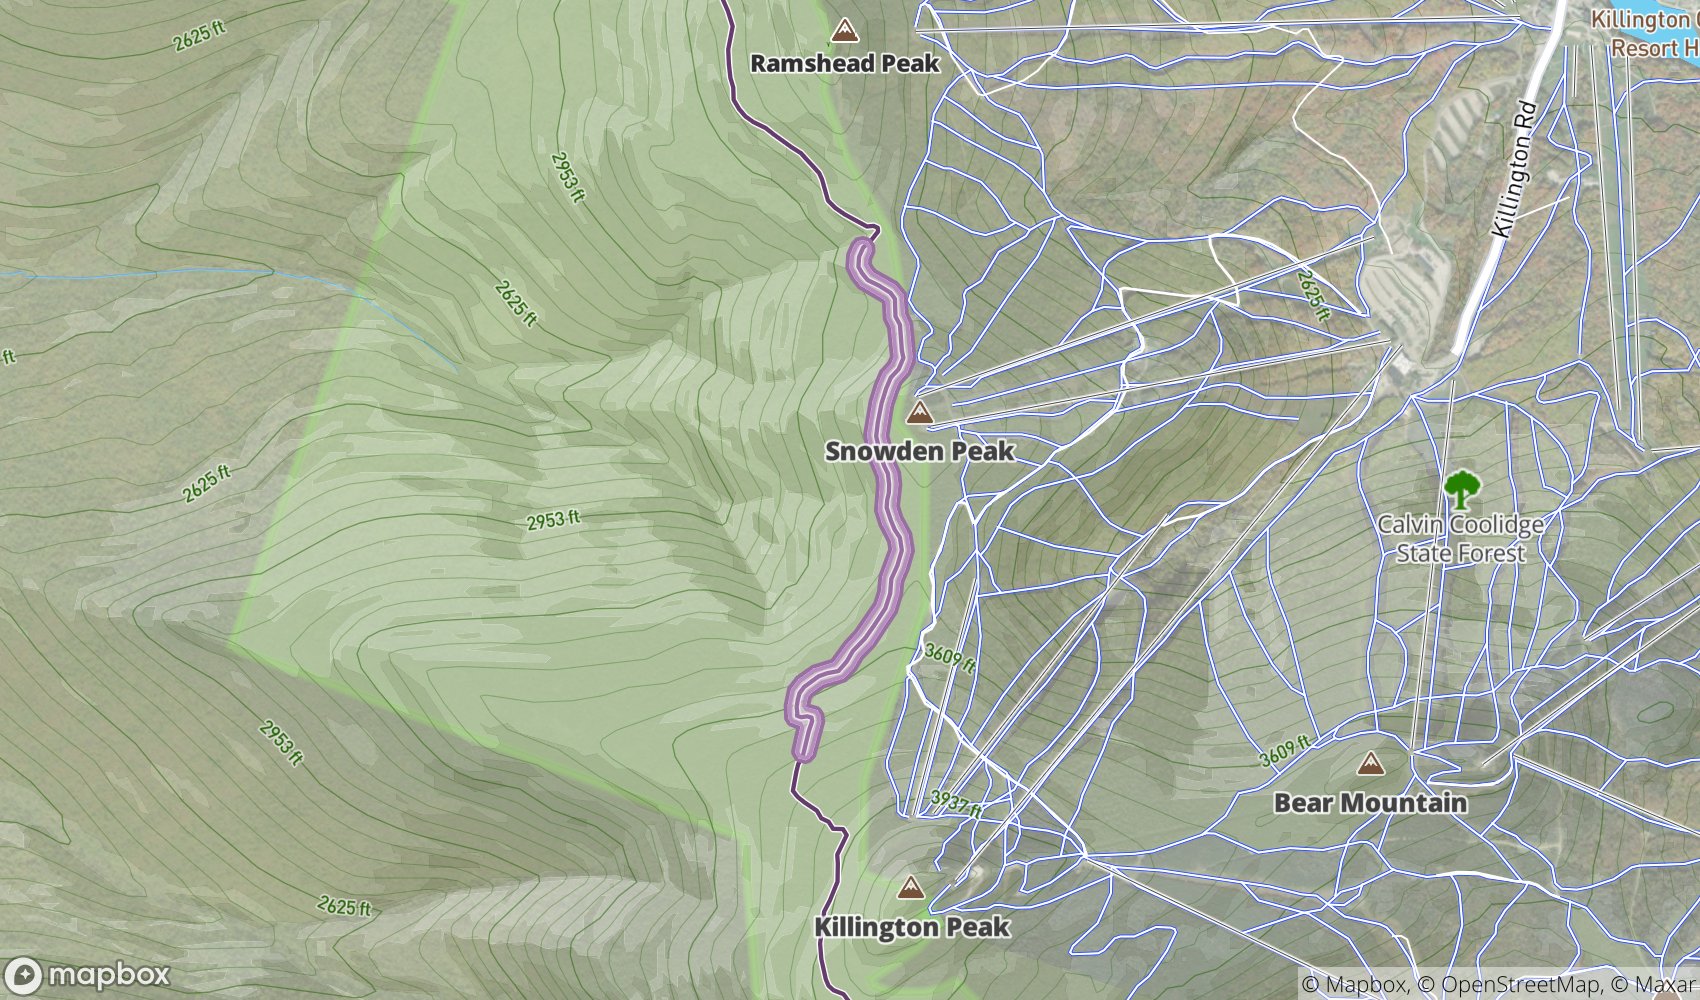 2625 ft
Ramshead Peak
Resort H
Killington Rd
2953 ft
2625 ft
2625 ft
ft
Snowden Peak
2625 ft
2953 ft
Calvin Coolidge
State Forest
3609 ft
2953 ft
3609 ft
3937 ft
Bear Mountain
2625 ft
Killington Peak
mapbox
© Mapbox, © OpenStreetMap, © Maxar
Killington